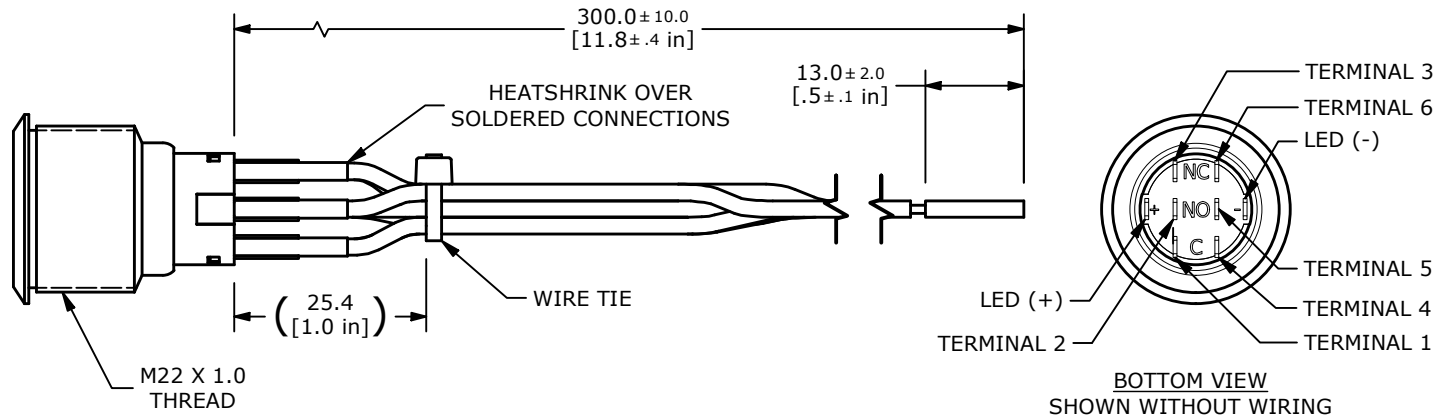 300.0±10.0
[11.8±.4 in]
13.0±2.0
[.5±.1 in]
HEATSHRINK OVER
SOLDERED CONNECTIONS
TERMINAL 3
TERMINAL 6
LED (-)
NC
+ NO -
C
TERMINAL 5
LED (+)
TERMINAL 4
TERMINAL 2
TERMINAL 1
WIRE TIE
(25.4
[1.0 in])
M22 X 1.0
THREAD
BOTTOM VIEW
SHOWN WITHOUT WIRING